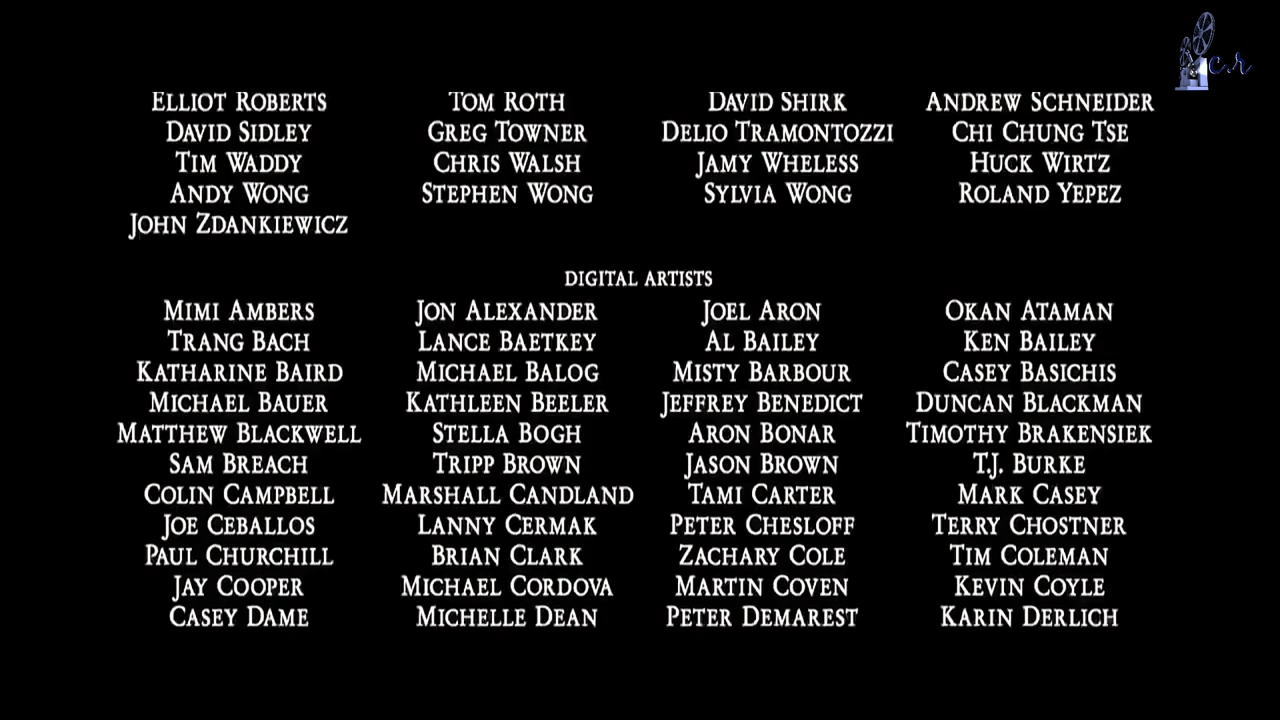 c.r
ELLIOT ROBERTS TOM ROTH DAVID SHIRK ANDREW SCHNEIDER
DAVID SIDLEY GREG TOWNER DELIO TRAMONTOZZI CHI CHUNG TSE
TIM WADDY CHRIS WALSH JAMY WHELESS HUCK WIRTZ
ANDY WONG STEPHEN WONG SYLVIA WONG ROLAND YEPEZ
JOHN ZDANKIEWICZ
DIGITAL ARTISTS
MIMI AMBERS JON ALEXANDER JOEL ARON OKAN ATAMAN
TRANG BACH LANCE BAETKEY AL BAILEY KEN BAILEY
KATHARINE BAIRD MICHAEL BALOG MISTY BARBOUR CASEY BASICHIS
MICHAEL BAUER KATHLEEN BEELER JEFFREY BENEDICT DUNCAN BLACKMAN
MATTHEW BLACKWELL STELLA BOGH ARON BONAR TIMOTHY BRAKENSIEK
SAM BREACH TRIPP BROWN JASON BROWN T.J. BURKE
COLIN CAMPBELL MARSHALL CANDLAND TAMI CARTER MARK CASEY
JOE CEBALLOS LANNY CERMAK PETER CHESLOFF TERRY CHOSTNER
PAUL CHURCHILL BRIAN CLARK ZACHARY COLE TIM COLEMAN
JAY COOPER MICHAEL CORDOVA MARTIN COVEN KEVIN COYLE
CASEY DAME MICHELLE DEAN PETER DEMAREST KARIN DERLICH